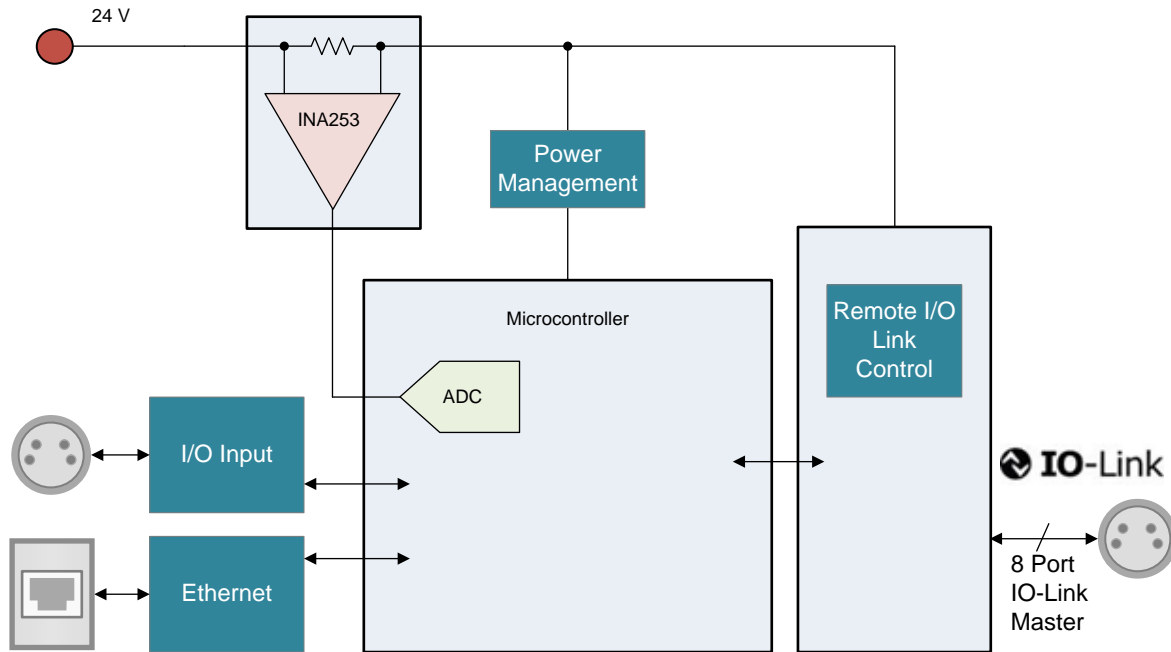 24 V
INA253
Power
Management
Microcontroller
Remote I/O
Link
Control
ADC
I/O Input
IO-Link
Ethernet
8 Port
IO-Link
Master